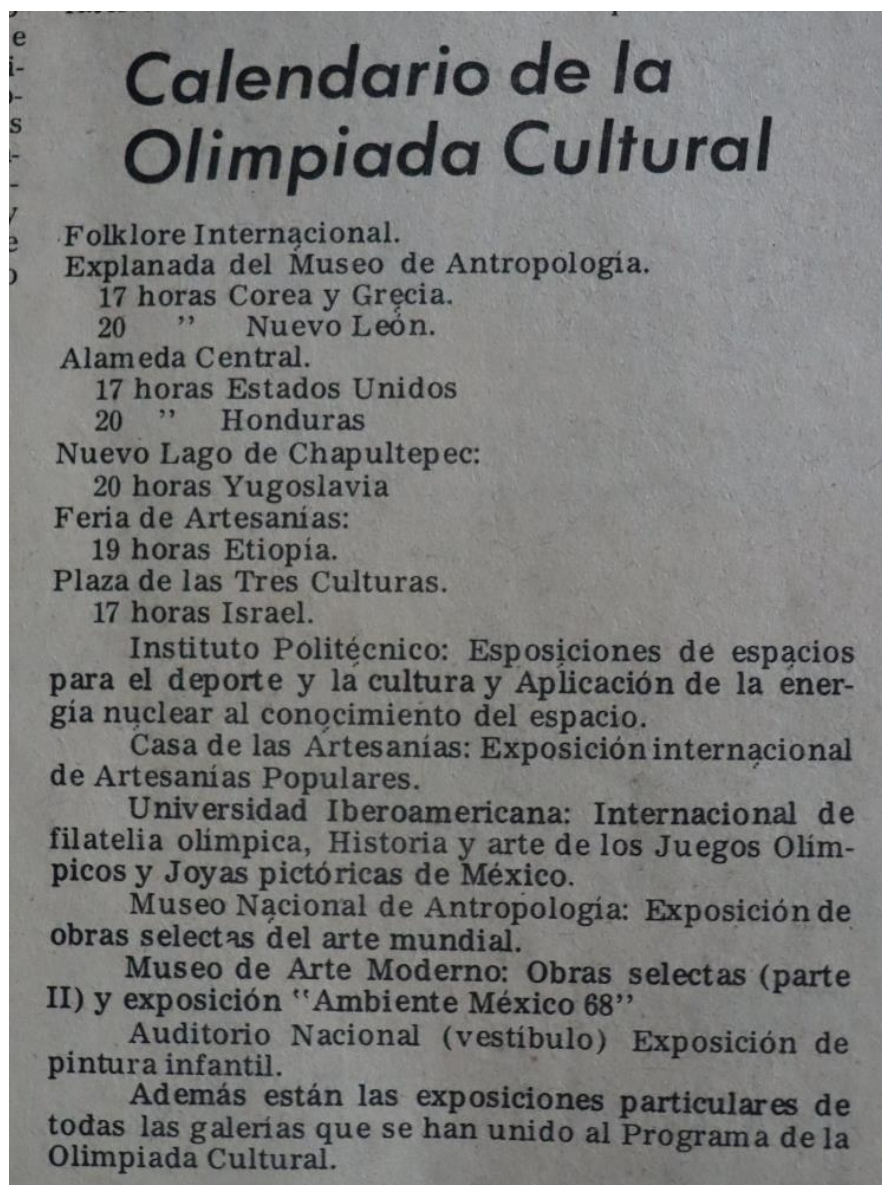 Calendario de la
Olimpiada Cultural
Folklore Internacional.
Explanada del Museo de Antropología.
17 horas Corea y Grecia.
20 ’’ Nuevo León.
Alameda Central.
17 horas Estados Unidos
20 ’’ Honduras
Nuevo Lago de Chapultepec:
20 horas Yugoslavia
Feria de Artesanías:
19 horas Etiopía.
Plaza de las Tres Culturas.
17 horas Israel.
Instituto Politécnico: Esposiciones de espacios
para el deporte y la cultura y Aplicación de la ener-
gía nuclear al conocimiento del espacio.
Casa de las Artesanías: Exposición internacional
de Artesanías Populares.
Universidad Iberoamericana: Internacional de
filatelia olímpica, Historia y arte de los Juegos Olím-
picos y Joyas pictóricas de México.
Museo Nacional de Antropología: Exposición de
obras selectas del arte mundial.
Museo de Arte Moderno: Obras selectas (parte
II) y exposición ‘‘Ambiente México 68’’
Auditorio Nacional (vestíbulo) Exposición de
pintura infantil.
Además están las exposiciones particulares de
todas las galerías que se han unido al Programa de la
Olimpiada Cultural.